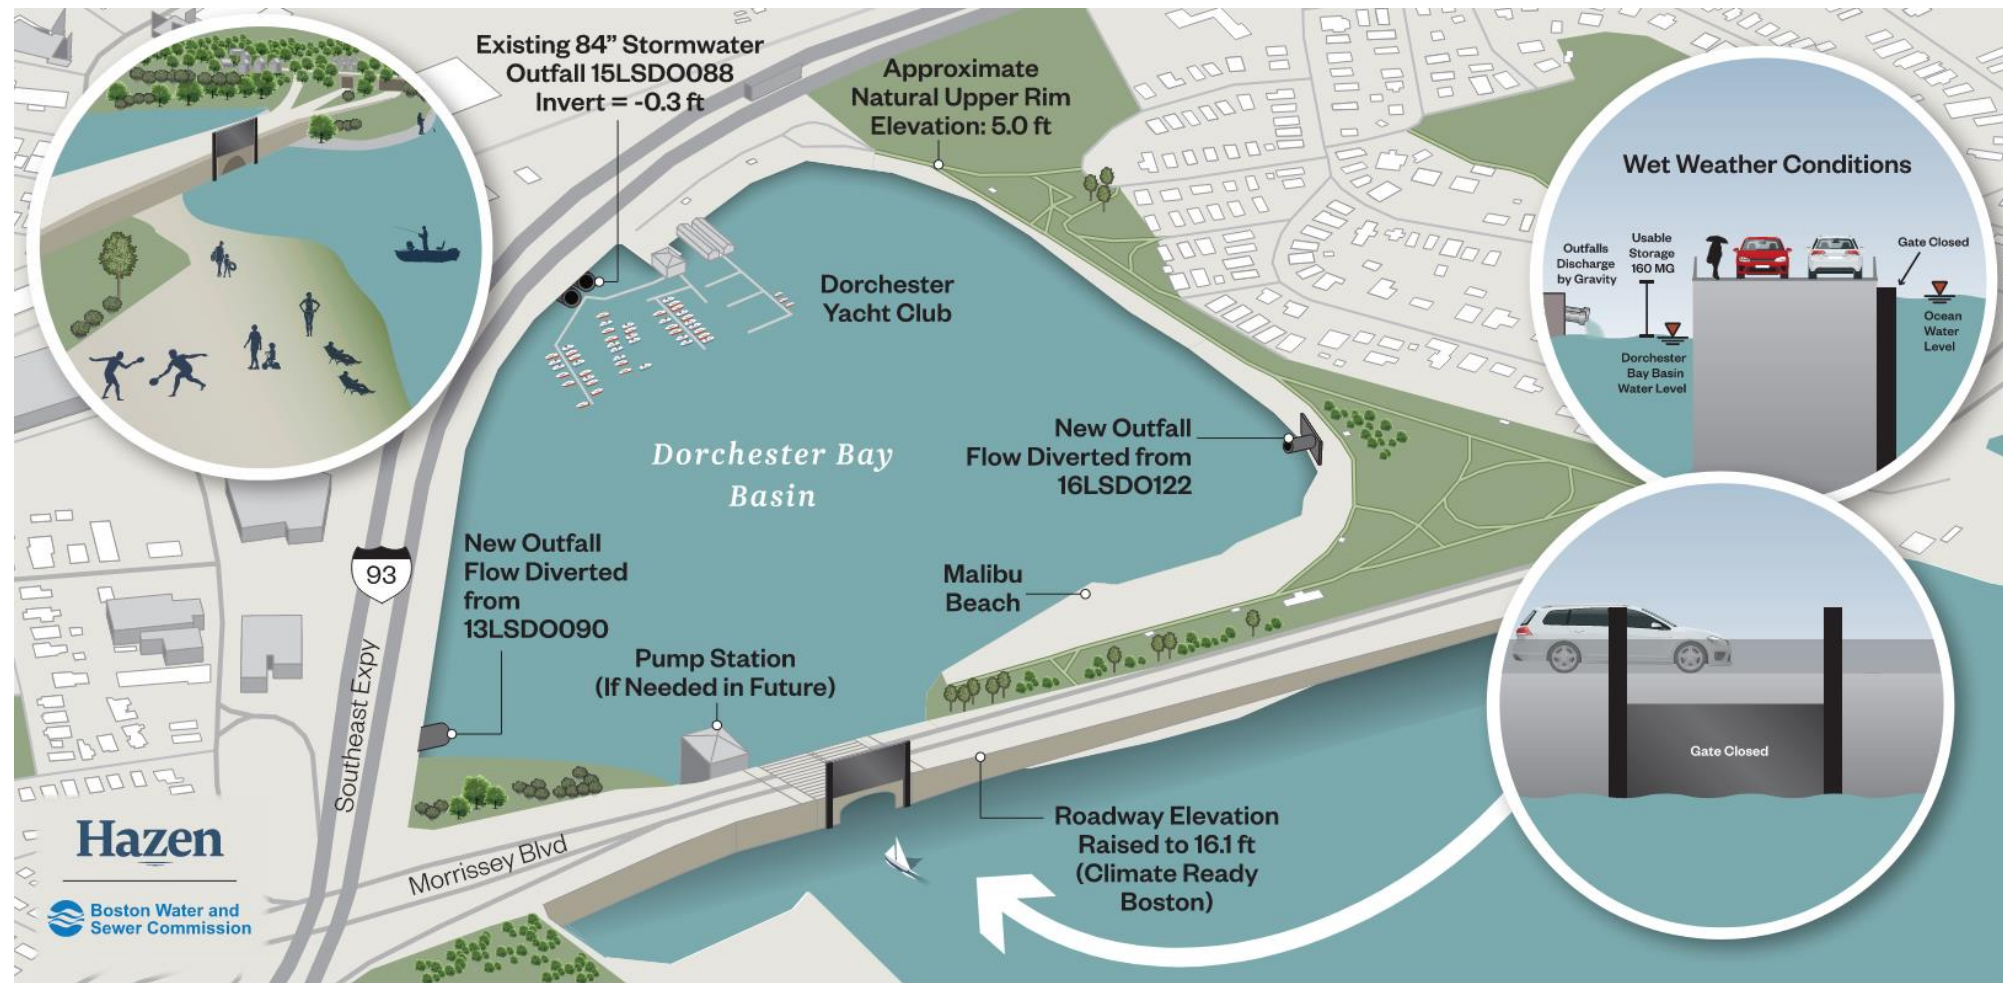 Existing 84” Stormwater
Outfall 15LSDO088
Invert = -0.3 ft
Approximate
Natural Upper Rim
Elevation: 5.0 ft
Wet Weather Conditions
Outfalls
Discharge
by Gravity
Usable
Storage
160 MG
Gate Closed
Ocean
Water
Level
Dorchester
Bay Basin
Water Level
Dorchester
Yacht Club
Dorchester Bay
Basin
New Outfall
Flow Diverted from
16LSDO122
New Outfall
Flow Diverted
from
13LSDO090
93
Southeast Expy
Malibu
Beach
Pump Station
(If Needed in Future)
Gate Closed
Roadway Elevation
Raised to 16.1 ft
(Climate Ready
Boston)
Morrissey Blvd
Hazen
Boston Water and
Sewer Commission